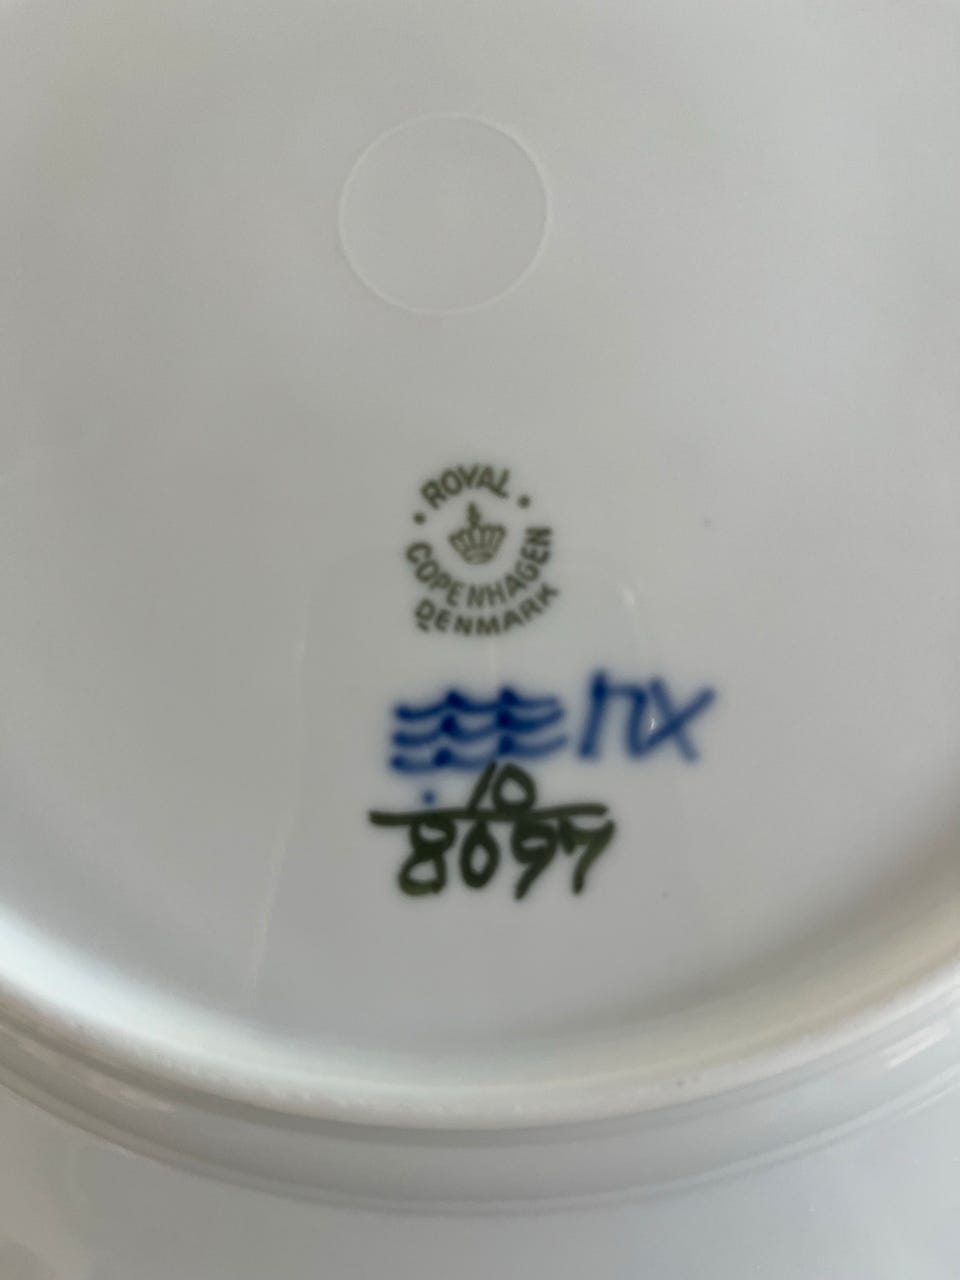 ROYAL
COPENHAGEN
DENMARK
10
8097